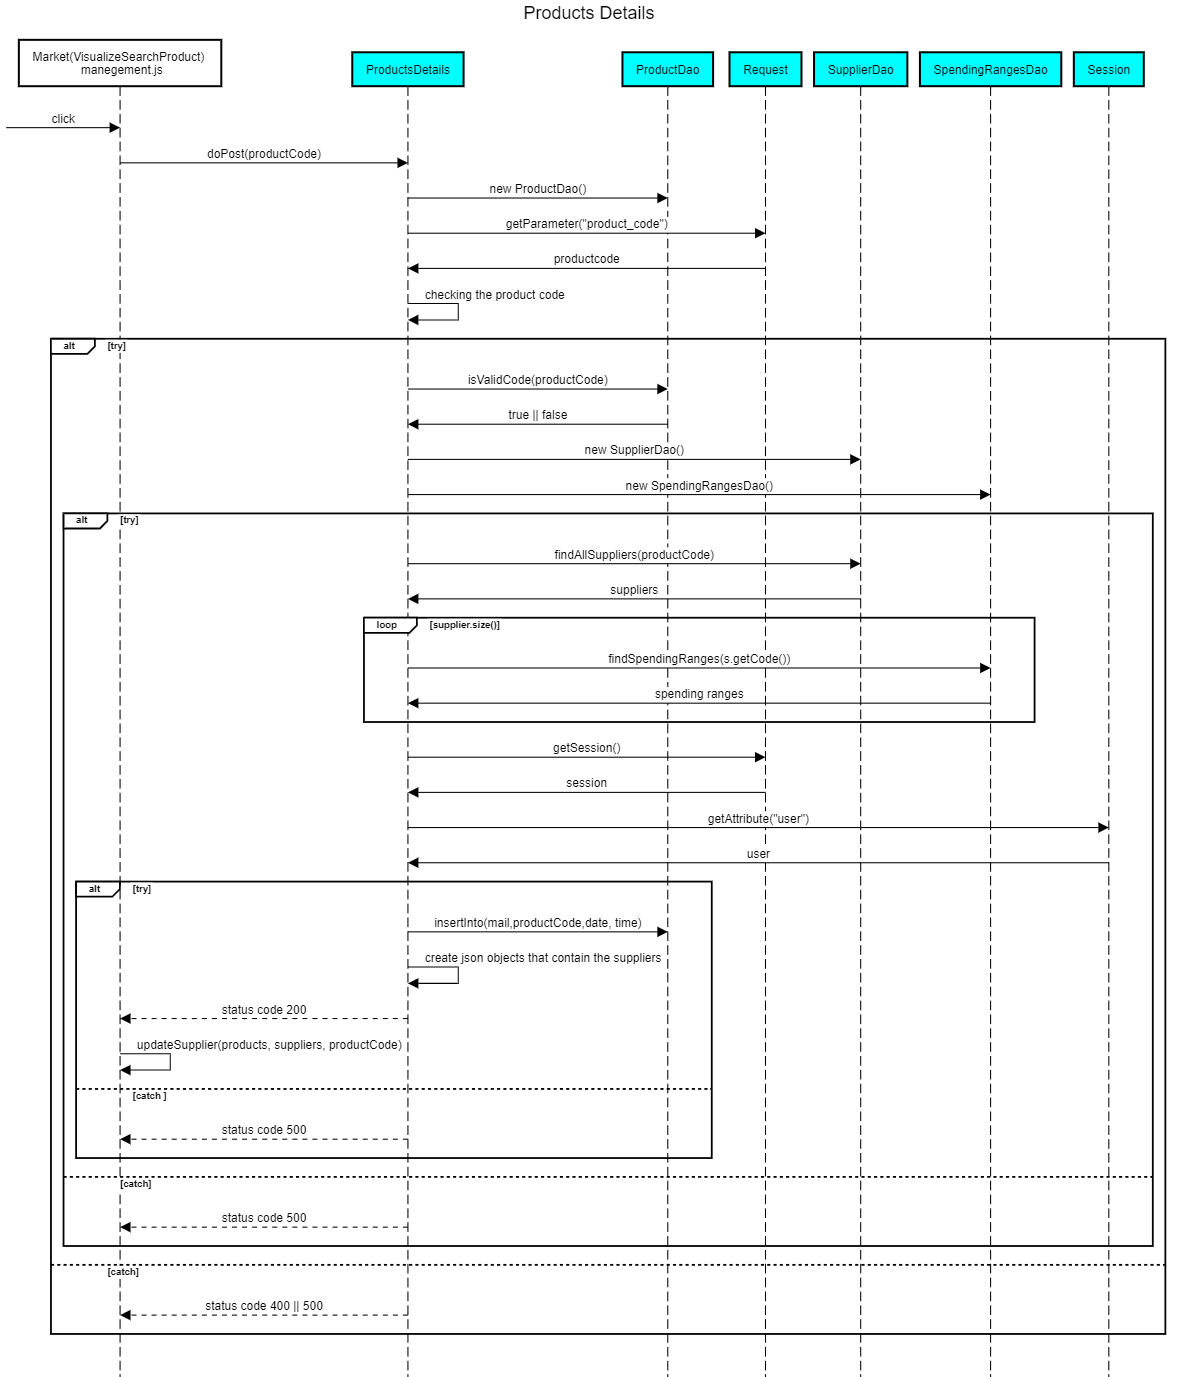 Products Details
Market(VisualizeSearchProduct)
manegement.js
ProductsDetails
ProductDao
Request
SupplierDao
SpendingRangesDao
Session
click
doPost(productCode)
new ProductDao()
getParameter("product_code")
productcode
checking the product code
alt
[try]
isValidCode(productCode)
true || false
new SupplierDao()
new SpendingRangesDao()
alt
[try]
findAllSuppliers(productCode)
suppliers
loop
[supplier.size()]
findSpendingRanges(s.getCode())
spending ranges
getSession()
session
getAttribute("user")
user
alt
[try]
insertInto(mail,productCode,date, time)
create json objects that contain the suppliers
status code 200
updateSupplier(products, suppliers, productCode)
[catch ]
status code 500
[catch]
status code 500
[catch]
status code 400 || 500